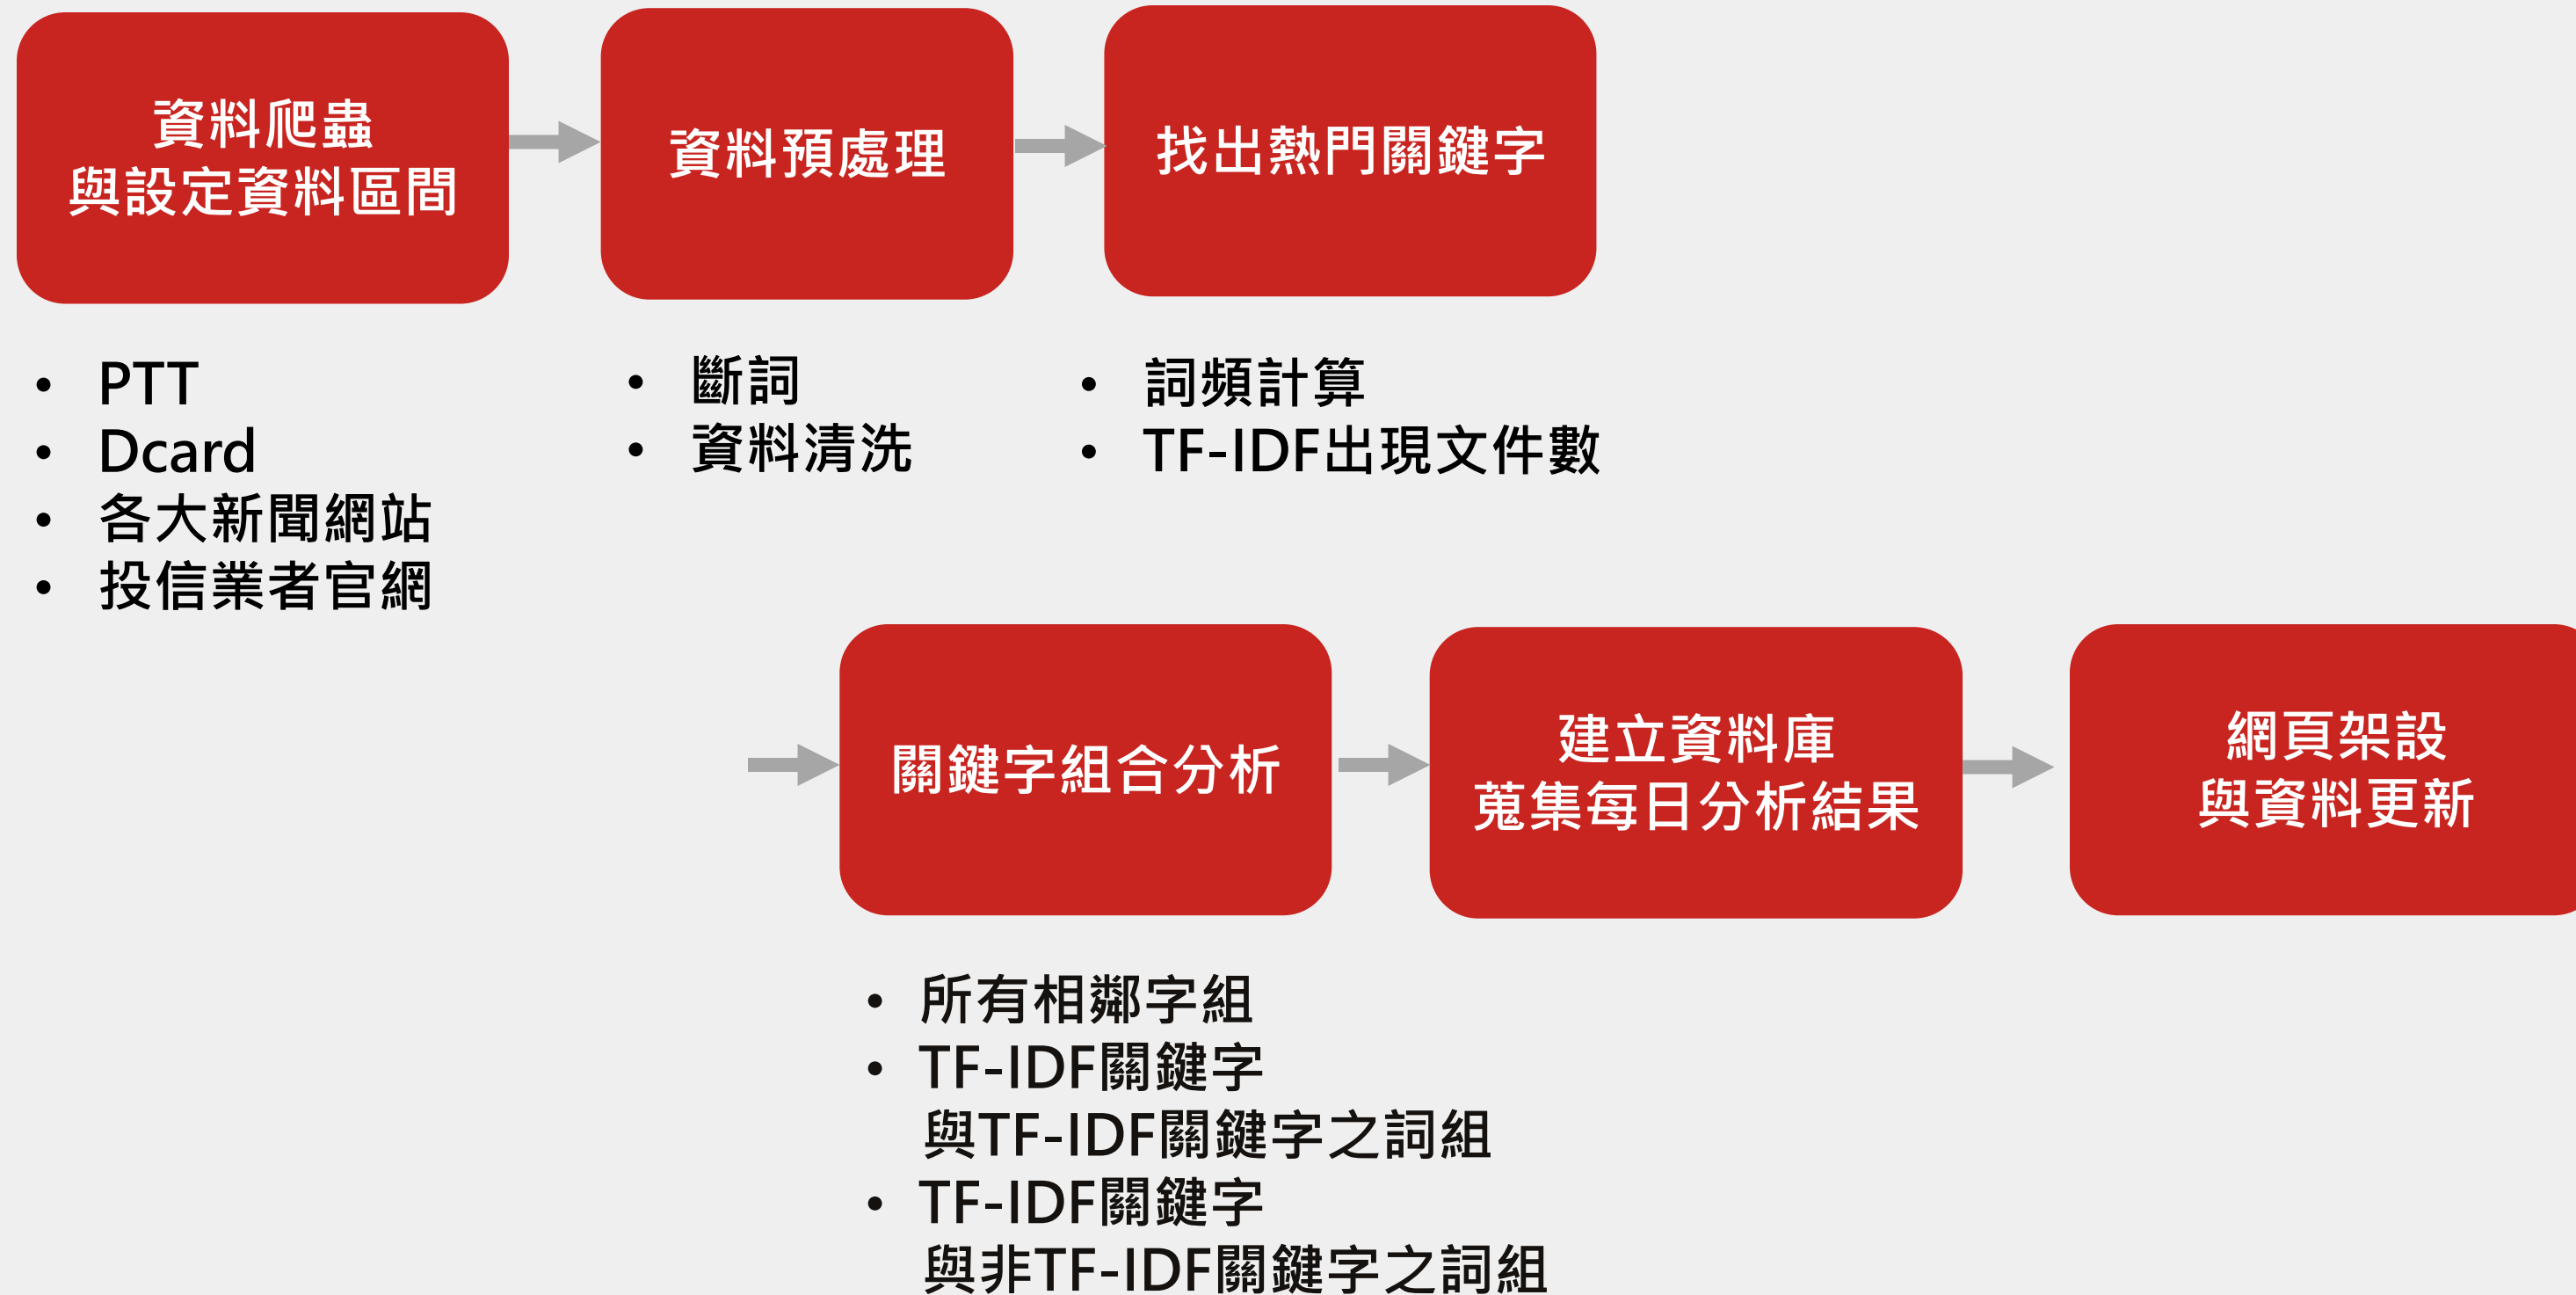 資料爬蟲
與設定資料區間
資料預處理
找出熱門關鍵字
• PTT
• Dcard
• 各大新聞網站
• 投信業者官網
• 斷詞
• 資料清洗
• 詞頻計算
• TF-IDF出現文件數
關鍵字組合分析
建立資料庫
蒐集每日分析結果
網頁架設
與資料更新
• 所有相鄰字組
• TF-IDF關鍵字
與TF-IDF關鍵字之詞組
• TF-IDF關鍵字
與非TF-IDF關鍵字之詞組